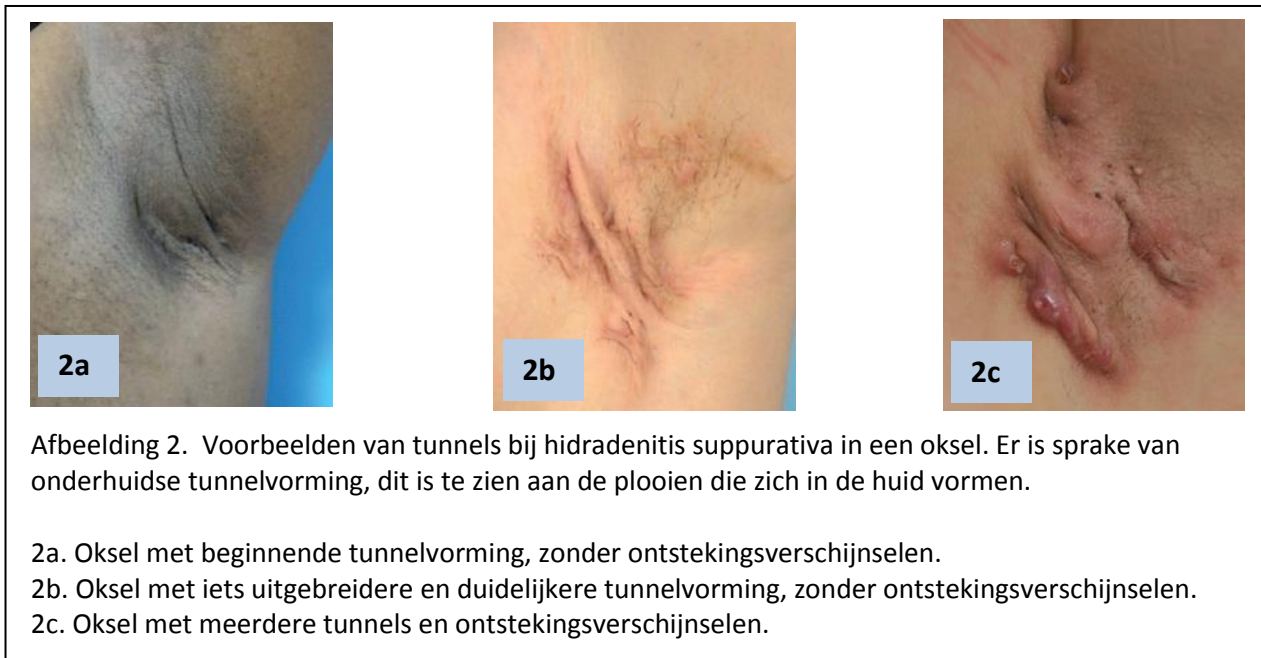 2a
2b
2c
Afbeelding 2. Voorbeelden van tunnels bij hidradenitis suppurativa in een oksel. Er is sprake van
onderhuidse tunnelvorming, dit is te zien aan de plooien die zich in de huid vormen.
2a. Oksel met beginnende tunnelvorming, zonder ontstekingsverschijnselen.
2b. Oksel met iets uitgebreidere en duidelijkere tunnelvorming, zonder ontstekingsverschijnselen.
2c. Oksel met meerdere tunnels en ontstekingsverschijnselen.